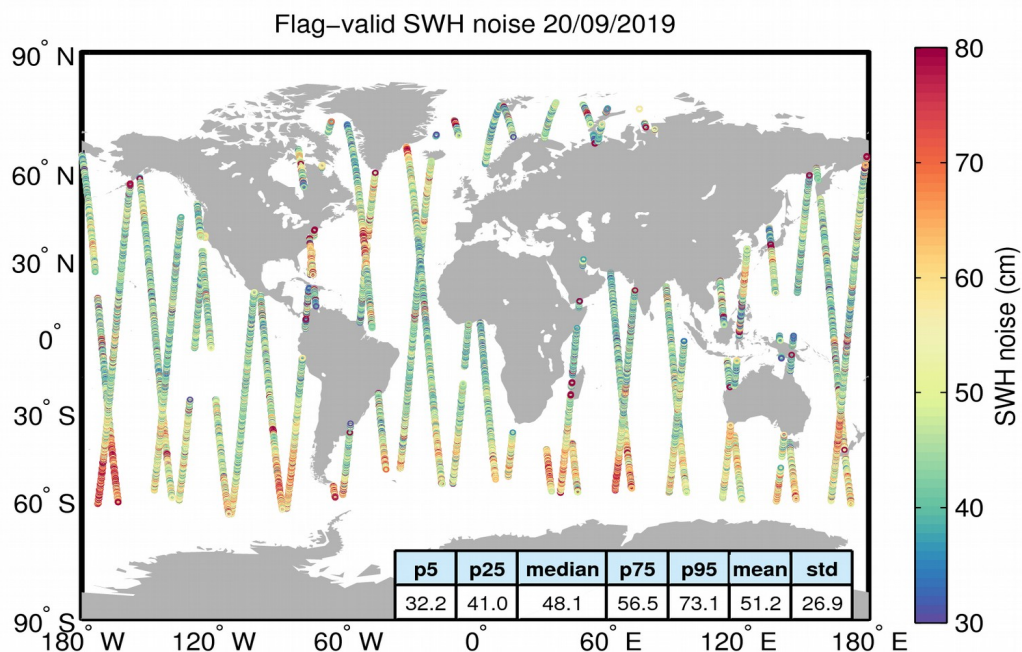 Flag−valid SWH noise 20/09/2019
90° N
60° N
30° N
0°
30° S
60° S
90° S
180° W
120° W
60° W
0°
60° E
120° E
180° E
p5 p25 median p75 p95 mean std
32.2 41.0 48.1 56.5 73.1 51.2 26.9
80
70
60
50
40
30
SWH noise (cm)